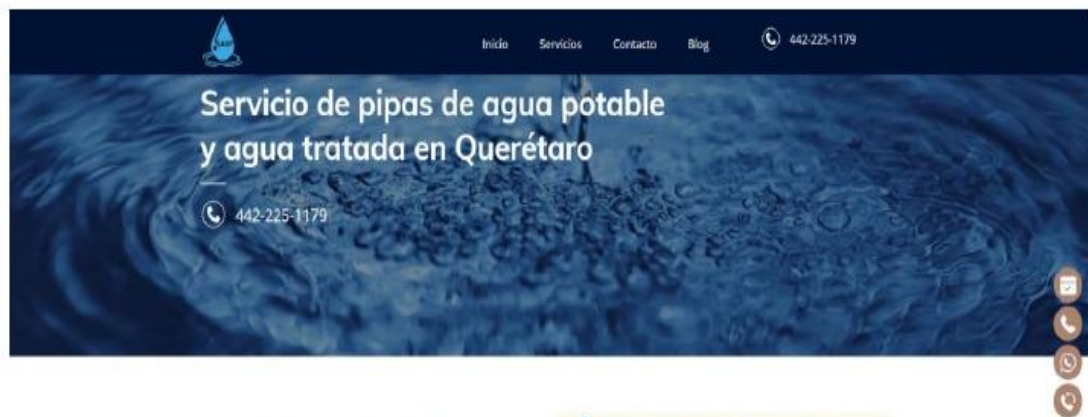 Inicio Servicios Contacto Blog 442-225-1179
Servicio de pipas de agua potable
y agua tratada en Querétaro
442-225-1179